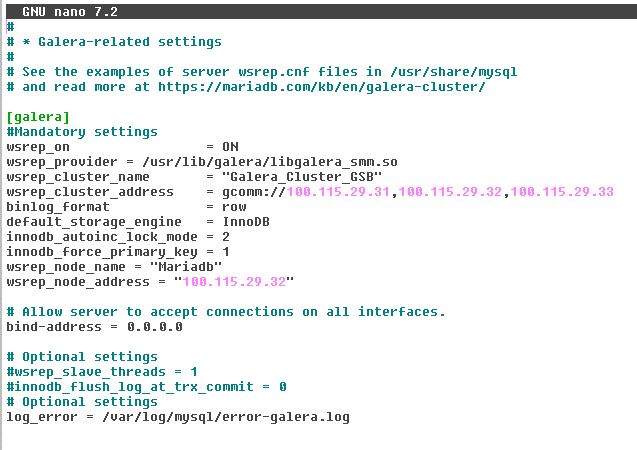 GNU nano 7.2
#
# * Galera-related settings
#
# See the examples of server wsrep.cnf files in /usr/share/mysql
# and read more at https://mariadb.com/kb/en/galera-cluster/
[galera]
#Mandatory settings
wsrep_on                 = ON
wsrep_provider = /usr/lib/galera/libgalera_smm.so
wsrep_cluster_name       = "Galera_Cluster_GSB"
wsrep_cluster_address    = gcomm://100.115.29.31,100.115.29.32,100.115.29.33
binlog_format            = row
default_storage_engine   = InnoDB
innodb_autoinc_lock_mode = 2
innodb_force_primary_key = 1
wsrep_node_name = "Mariadb"
wsrep_node_address = "100.115.29.32"
# Allow server to accept connections on all interfaces.
bind-address = 0.0.0.0
# Optional settings
#wsrep_slave_threads = 1
#innodb_flush_log_at_trx_commit = 0
# Optional settings
log_error = /var/log/mysql/error-galera.log